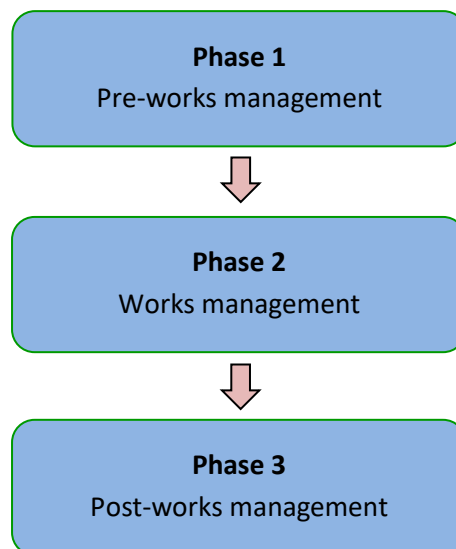 Phase 1
Pre-works management
Phase 2
Works management
Phase 3
Post-works management